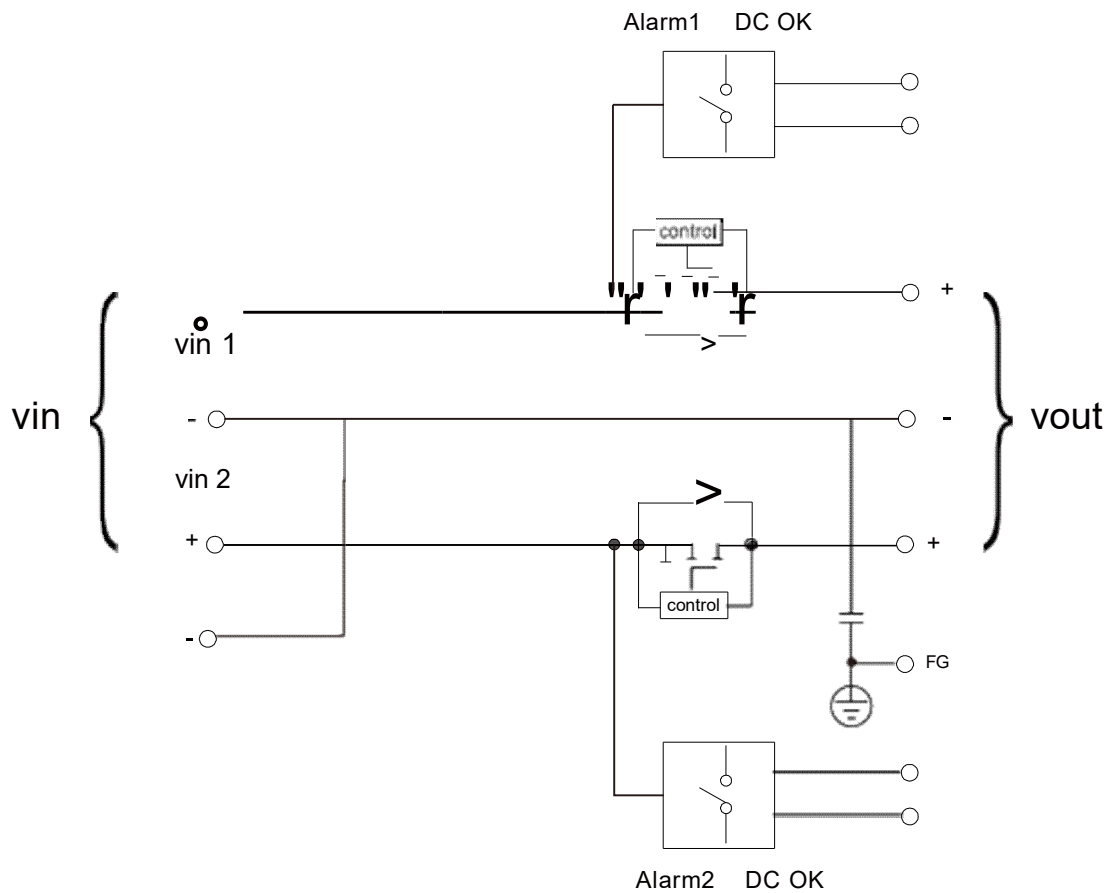 Alarm1 DC OK
control
+
vin 1
>
vin
-
-
vout
vin 2
>
+
+
control
-
FG
Alarm2 DC OK